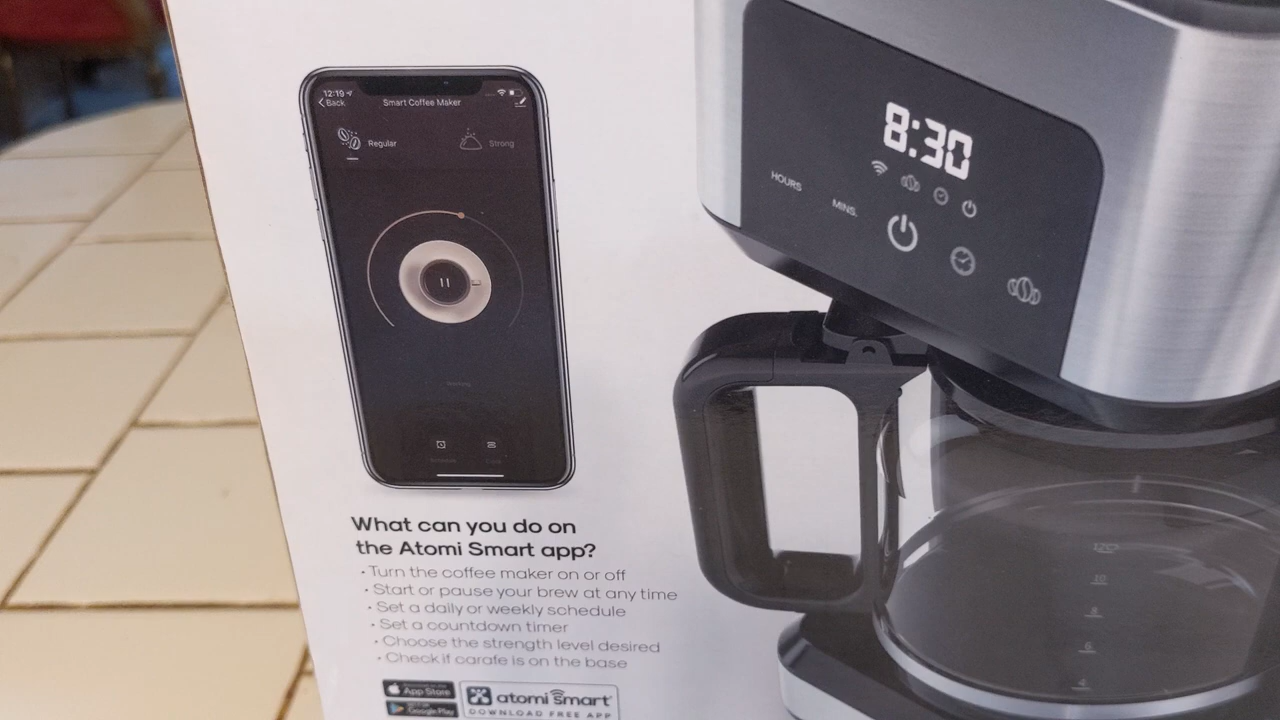 12:19
Back
Smart Coffee Maker
Regular
Strong
8:30
HOURS
MINS.
What can you do on
the Atomi Smart app?
• Turn the coffee maker on or off
• Start or pause your brew at any time
• Set a daily or weekly schedule
• Set a countdown timer
• Choose the strength level desired
• Check if carafe is on the base
App Store
Google Play
atomi smart
DOWNLOAD FREE APP
10
8
6
4